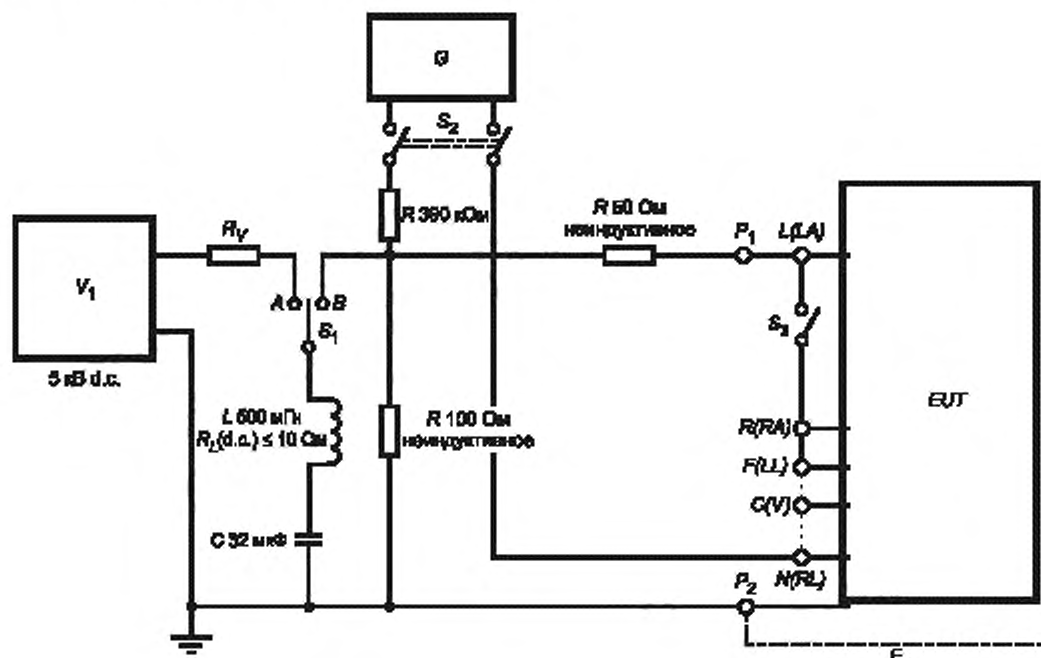 G
S2
R 390 кОм
R 50 Ом
неиндуктивное
P1
L(LA)
RV
V1
A
B
S1
S3
5 кВ d.c.
EUT
L 500 мГн
RL(d.c.) ≤ 10 Ом
R 100 Ом
неиндуктивное
R(RA)
F(LL)
C(V)
C 32 мкФ
P2
N(RL)
F